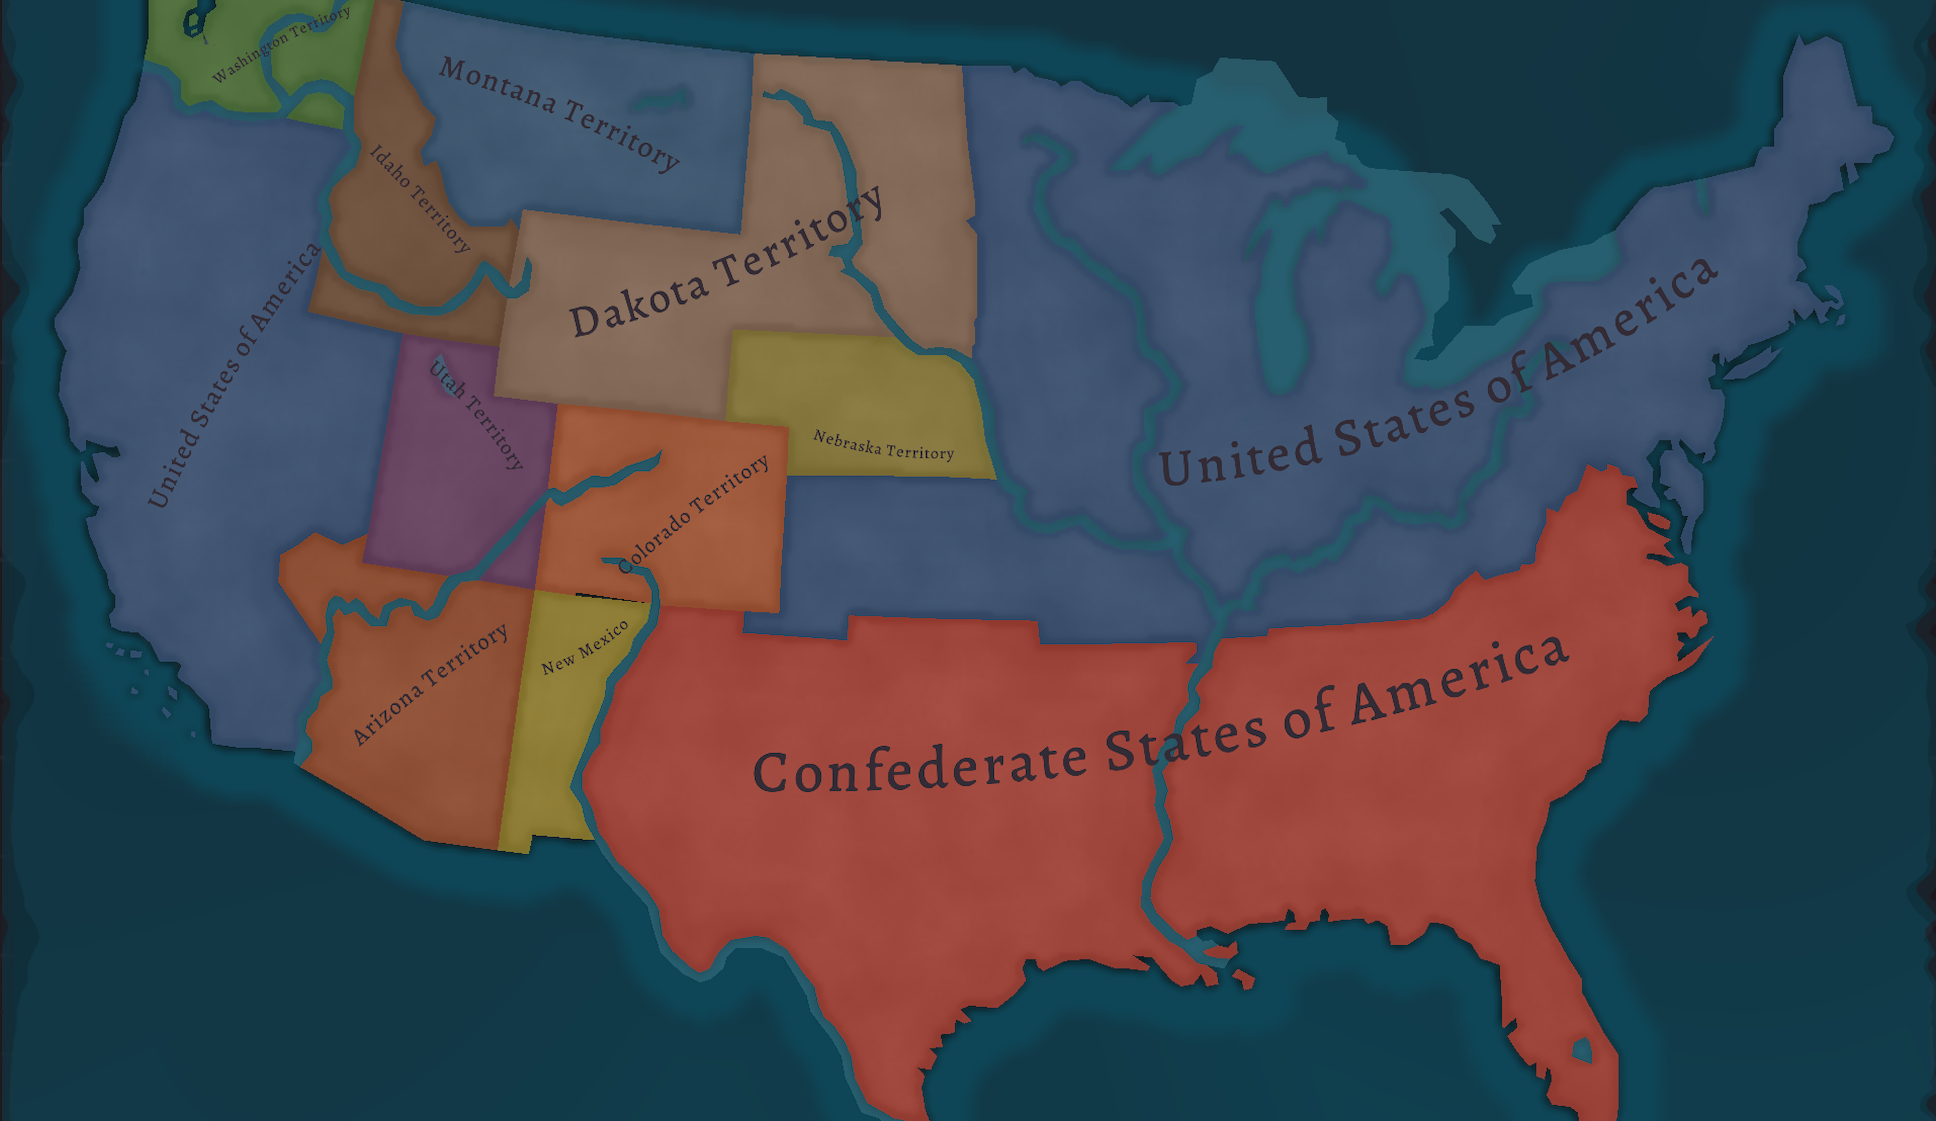 Washington Territory
Montana Territory
Idaho Territory
Dakota Territory
United States of America
United States of America
Utah Territory
Nebraska Territory
Colorado Territory
Arizona Territory
New Mexico
Confederate States of America